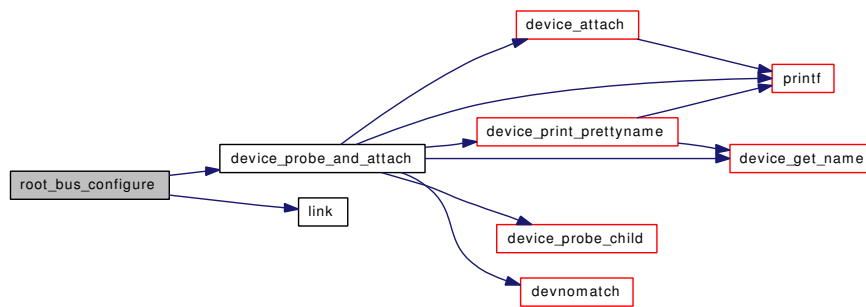 root_bus_configure
device_probe_and_attach
link
device_attach
device_print_prettyname
device_probe_child
devnomatch
printf
device_get_name